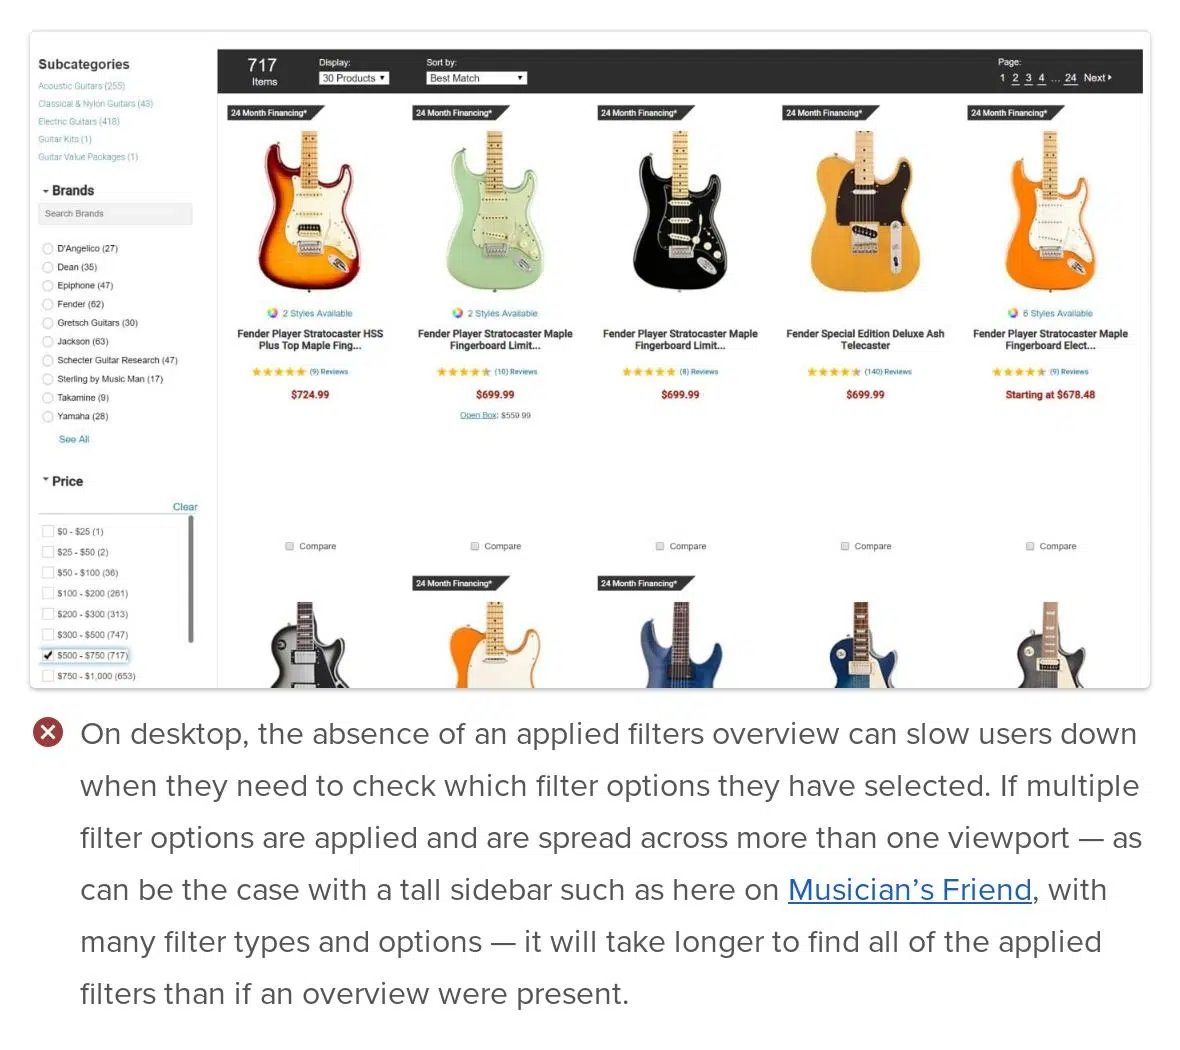 Subcategories
Acoustic Guitars (255)
Classical & Nylon Guitars (43)
Electric Guitars (418)
Guitar Kits (1)
Guitar Value Packages (1)
Brands
Search Brands
D'Angelico (27)
Dean (35)
Epiphone (47)
Fender (62)
Gretsch Guitars (30)
Jackson (63)
Schecter Guitar Research (47)
Sterling by Music Man (17)
Takamine (9)
Yamaha (28)
See All
Price
Clear
$0 - $25 (1)
$25 - $50 (2)
$50 - $100 (36)
$100 - $200 (261)
$200 - $300 (313)
$300 - $500 (747)
$500 - $750 (717)
$750 - $1,000 (653)
717
Items
Display:
30 Products
Sort by:
Best Match
Page:
1 2 3 4 ... 24 Next
24 Month Financing*
24 Month Financing*
24 Month Financing*
24 Month Financing*
24 Month Financing*
2 Styles Available
Fender Player Stratocaster HSS
Plus Top Maple Fing...
(9) Reviews
$724.99
Compare
2 Styles Available
Fender Player Stratocaster Maple
Fingerboard Limit...
(10) Reviews
$699.99
Open Box: $559.99
Compare
Fender Player Stratocaster Maple
Fingerboard Limit...
(8) Reviews
$699.99
Compare
Fender Special Edition Deluxe Ash
Telecaster
(140) Reviews
$699.99
Compare
6 Styles Available
Fender Player Stratocaster Maple
Fingerboard Elect...
(9) Reviews
Starting at $678.48
Compare
24 Month Financing*
24 Month Financing*
On desktop, the absence of an applied filters overview can slow users down
when they need to check which filter options they have selected. If multiple
filter options are applied and are spread across more than one viewport — as
can be the case with a tall sidebar such as here on Musician’s Friend, with
many filter types and options — it will take longer to find all of the applied
filters than if an overview were present.